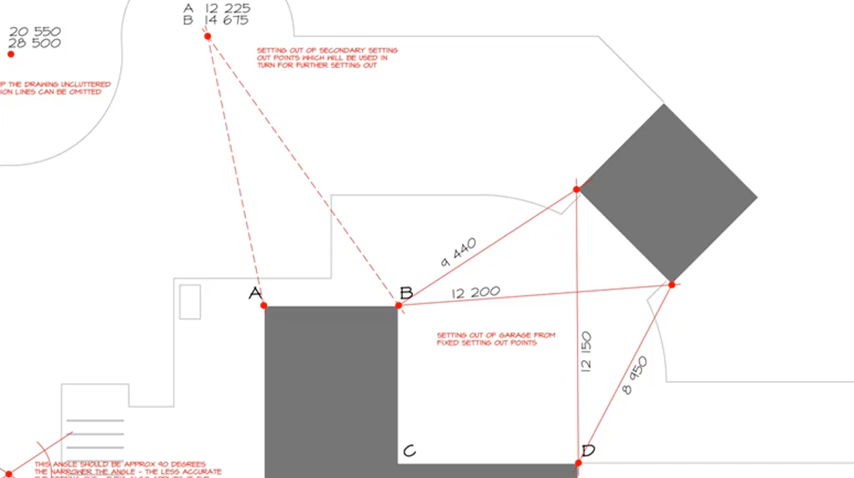 A 12 225
B 14 675
20 550
28 500
SETTING OUT OF SECONDARY SETTING
OUT POINTS WHICH WILL BE USED IN
TURN FOR FURTHER SETTING OUT
P THE DRAWING UNCLUTTERED
ION LINES CAN BE OMITTED
9 440
A
B
12 200
SETTING OUT OF GARAGE FROM
FIXED SETTING OUT POINTS
12 150
8 950
C
D
THIS ANGLE SHOULD BE APPROX 90 DEGREES
THE NARROWER THE ANGLE - THE LESS ACCURATE